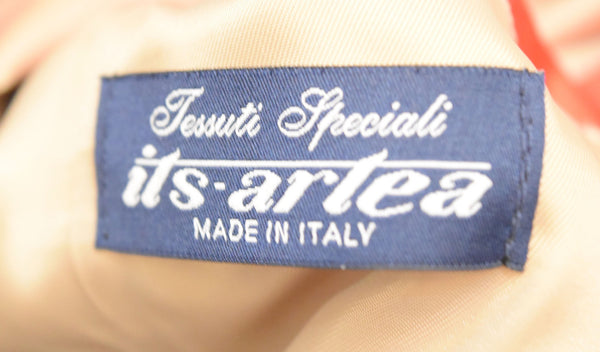 Tessuti Speciali
its-artea
MADE IN ITALY